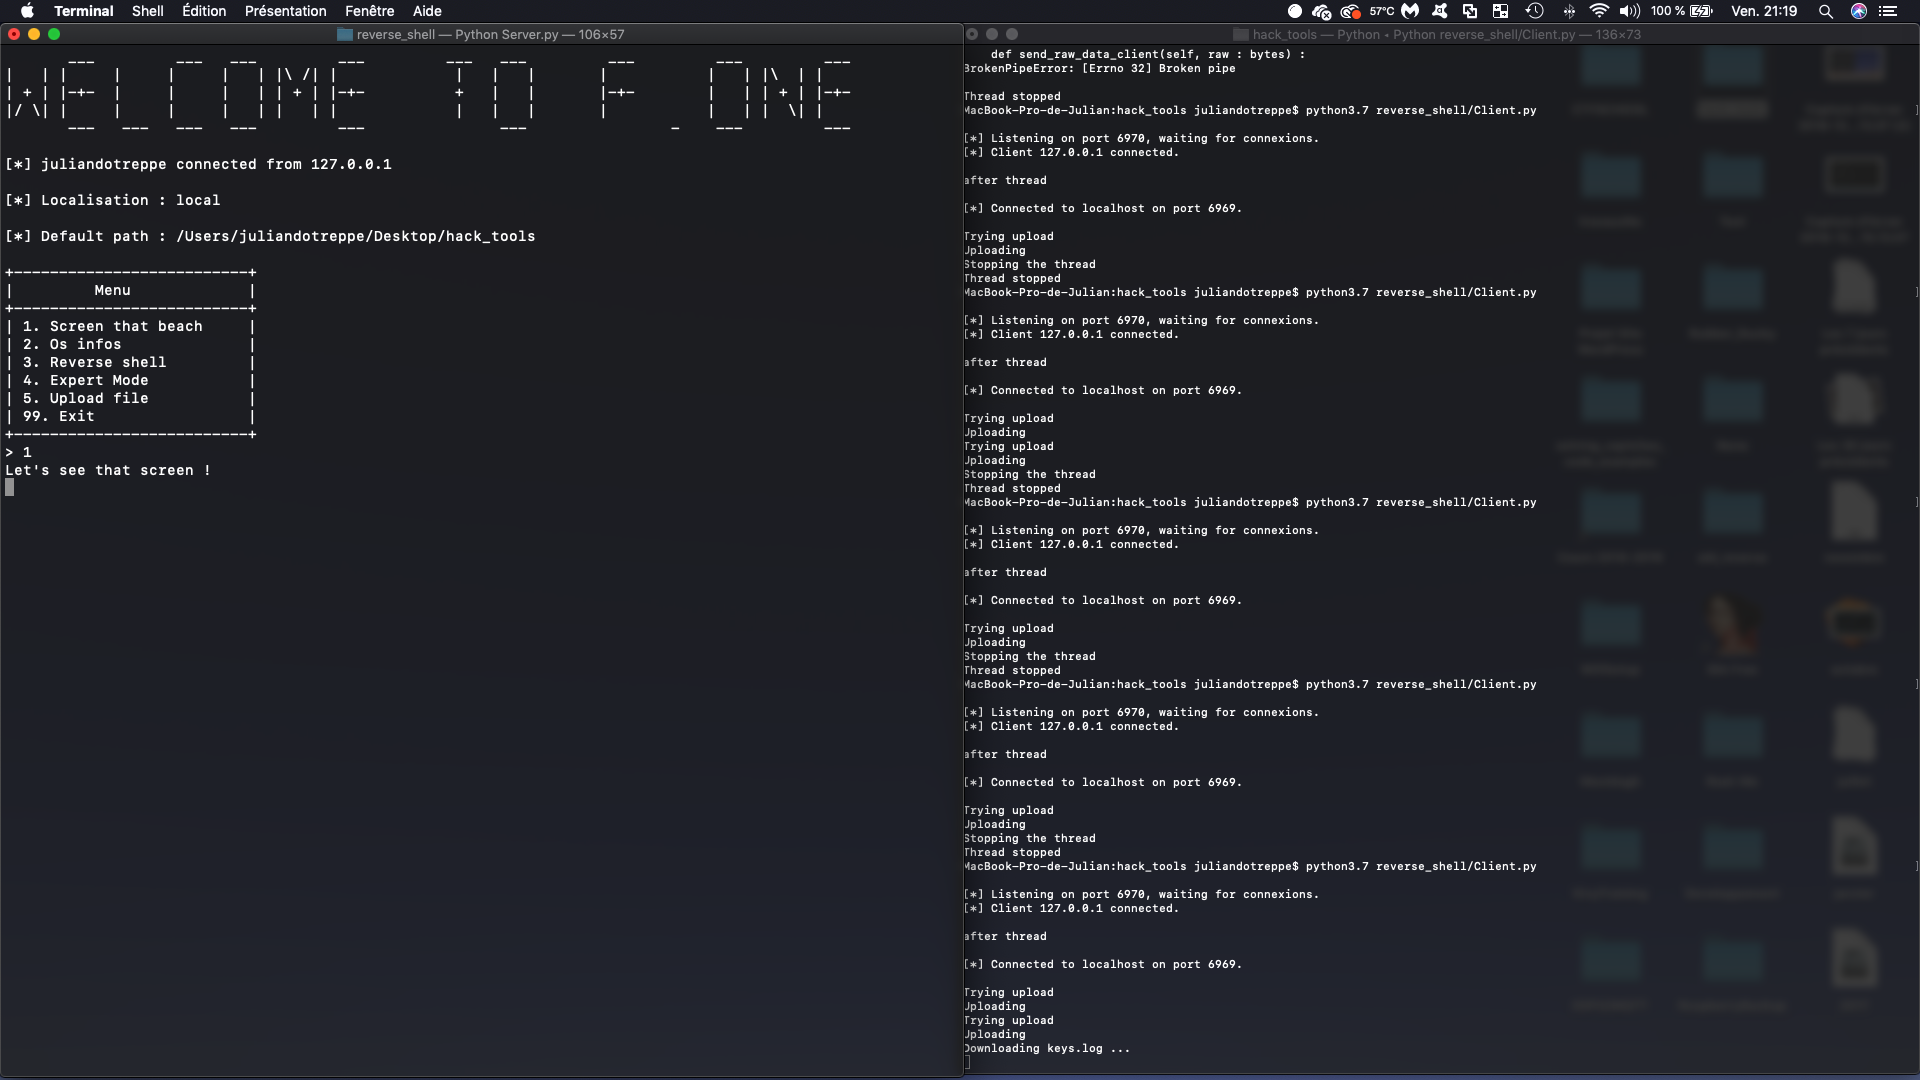 Terminal Shell Édition Présentation Fenêtre Aide 57°C 100 % Ven. 21:19
reverse_shell — Python Server.py — 106×57
WELCOME TO F_ONE
[*] juliandotreppe connected from 127.0.0.1
[*] Localisation : local
[*] Default path : /Users/juliandotreppe/Desktop/hack_tools
+--------------------------+
| Menu |
+--------------------------+
| 1. Screen that beach |
| 2. Os infos |
| 3. Reverse shell |
| 4. Expert Mode |
| 5. Upload file |
| 99. Exit |
+--------------------------+
> 1
Let's see that screen !
hack_tools — Python • Python reverse_shell/Client.py — 136×73
def send_raw_data_client(self, raw : bytes) :
BrokenPipeError: [Errno 32] Broken pipe
Thread stopped
MacBook-Pro-de-Julian:hack_tools juliandotreppe$ python3.7 reverse_shell/Client.py
[*] Listening on port 6970, waiting for connexions.
[*] Client 127.0.0.1 connected.
after thread
[*] Connected to localhost on port 6969.
Trying upload
Uploading
Stopping the thread
Thread stopped
MacBook-Pro-de-Julian:hack_tools juliandotreppe$ python3.7 reverse_shell/Client.py
[*] Listening on port 6970, waiting for connexions.
[*] Client 127.0.0.1 connected.
after thread
[*] Connected to localhost on port 6969.
Trying upload
Uploading
Trying upload
Uploading
Stopping the thread
Thread stopped
MacBook-Pro-de-Julian:hack_tools juliandotreppe$ python3.7 reverse_shell/Client.py
[*] Listening on port 6970, waiting for connexions.
[*] Client 127.0.0.1 connected.
after thread
[*] Connected to localhost on port 6969.
Trying upload
Uploading
Stopping the thread
Thread stopped
MacBook-Pro-de-Julian:hack_tools juliandotreppe$ python3.7 reverse_shell/Client.py
[*] Listening on port 6970, waiting for connexions.
[*] Client 127.0.0.1 connected.
after thread
[*] Connected to localhost on port 6969.
Trying upload
Uploading
Stopping the thread
Thread stopped
MacBook-Pro-de-Julian:hack_tools juliandotreppe$ python3.7 reverse_shell/Client.py
[*] Listening on port 6970, waiting for connexions.
[*] Client 127.0.0.1 connected.
after thread
[*] Connected to localhost on port 6969.
Trying upload
Uploading
Trying upload
Uploading
Downloading keys.log ...